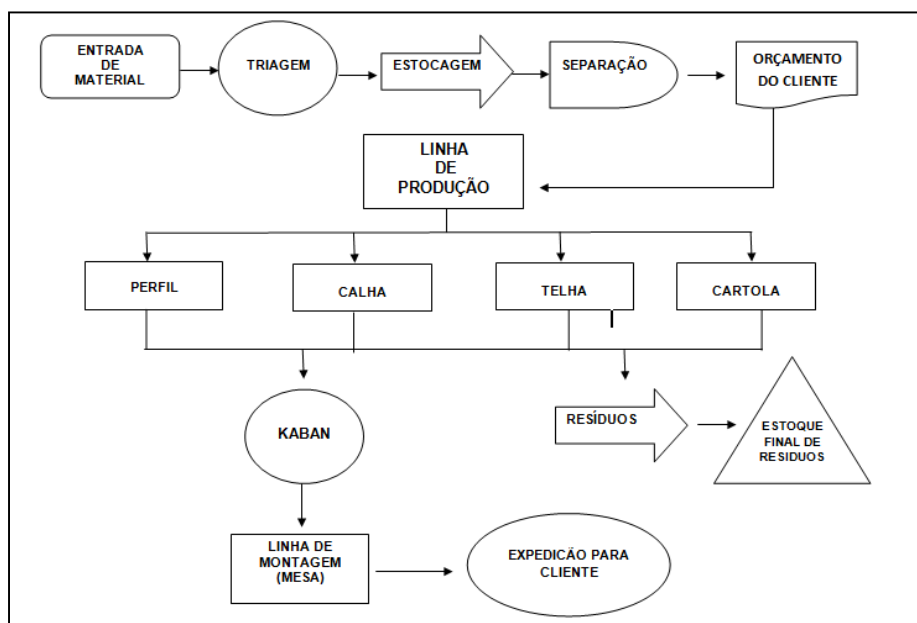 ENTRADA
DE
MATERIAL
TRIAGEM
ESTOCAGEM
SEPARAÇÃO
ORÇAMENTO
DO CLIENTE
LINHA
DE
PRODUÇÃO
PERFIL
CALHA
TELHA
CARTOLA
KABAN
RESÍDUOS
ESTOQUE
FINAL DE
RESIDUOS
LINHA DE
MONTAGEM
(MESA)
EXPEDICÃO PARA
CLIENTE